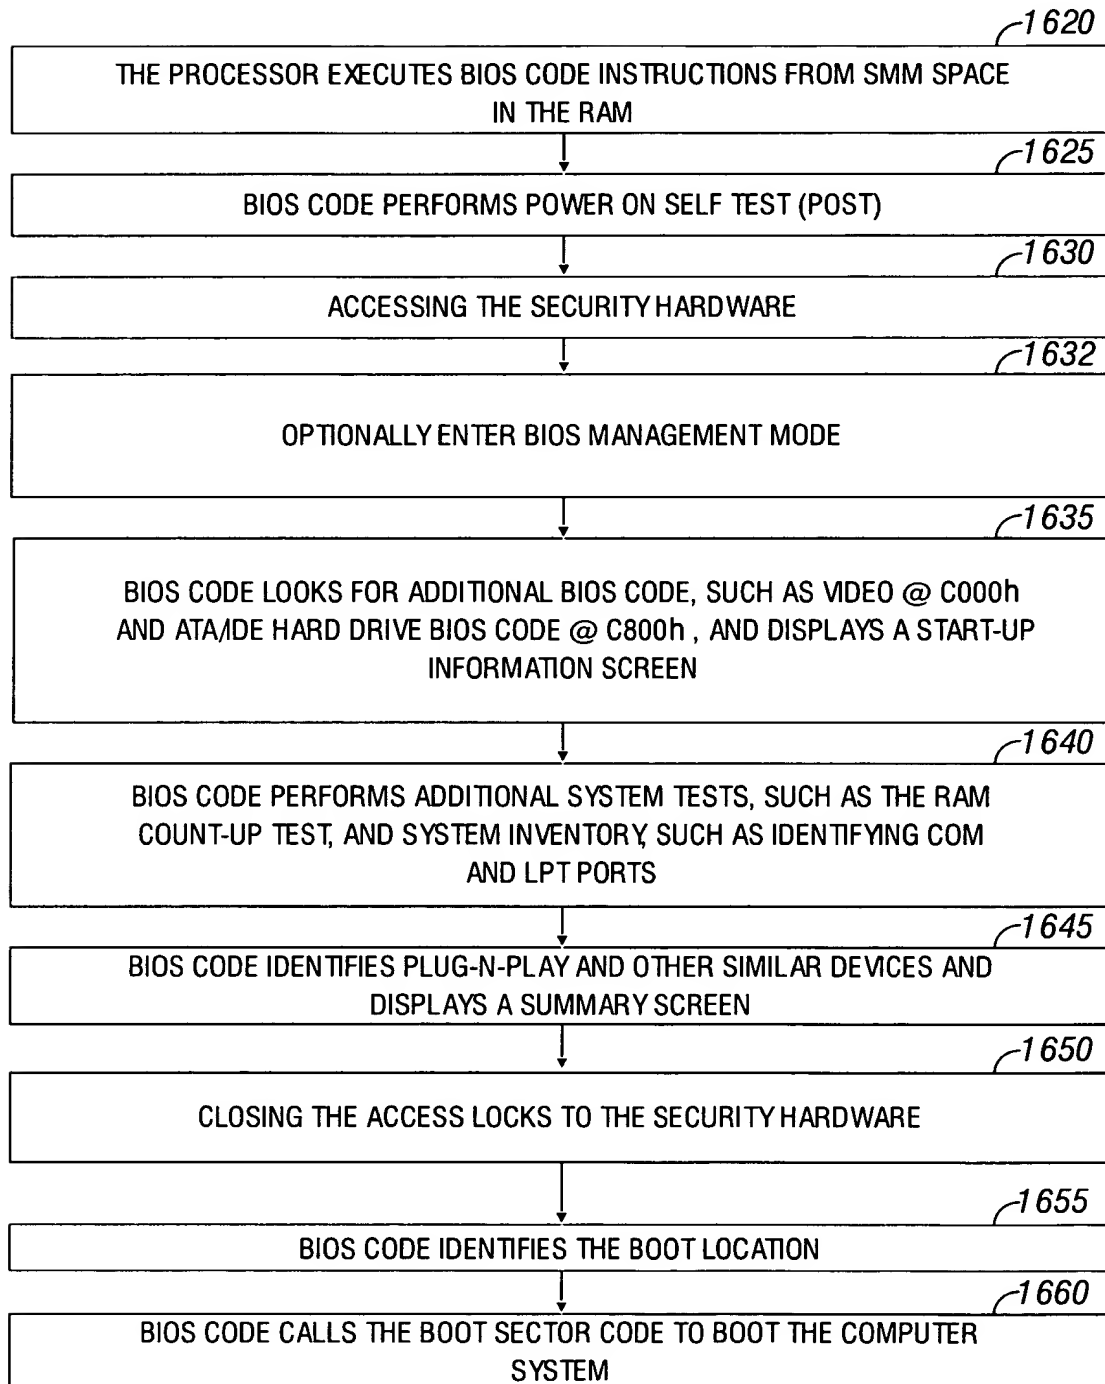 1620
THE PROCESSOR EXECUTES BIOS CODE INSTRUCTIONS FROM SMM SPACE
IN THE RAM
1625
BIOS CODE PERFORMS POWER ON SELF TEST (POST)
1630
ACCESSING THE SECURITY HARDWARE
1632
OPTIONALLY ENTER BIOS MANAGEMENT MODE
1635
BIOS CODE LOOKS FOR ADDITIONAL BIOS CODE, SUCH AS VIDEO @ C000h
AND ATA/IDE HARD DRIVE BIOS CODE @ C800h , AND DISPLAYS A START-UP
INFORMATION SCREEN
1640
BIOS CODE PERFORMS ADDITIONAL SYSTEM TESTS, SUCH AS THE RAM
COUNT-UP TEST, AND SYSTEM INVENTORY, SUCH AS IDENTIFYING COM
AND LPT PORTS
1645
BIOS CODE IDENTIFIES PLUG-N-PLAY AND OTHER SIMILAR DEVICES AND
DISPLAYS A SUMMARY SCREEN
1650
CLOSING THE ACCESS LOCKS TO THE SECURITY HARDWARE
1655
BIOS CODE IDENTIFIES THE BOOT LOCATION
1660
BIOS CODE CALLS THE BOOT SECTOR CODE TO BOOT THE COMPUTER
SYSTEM